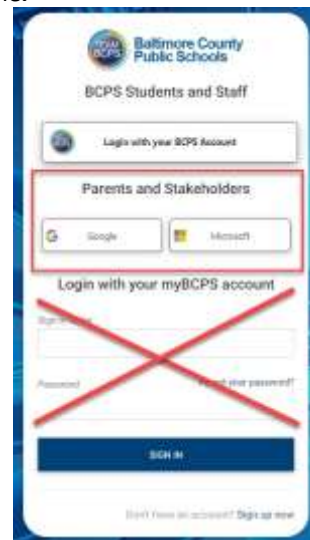 Baltimore County
Public Schools
BCPS Students and Staff
Login with your BCPS Account
Parents and Stakeholders
Google Microsoft
Login with your myBCPS account
Password your password?
SIGN IN
Don't have an account? Sign up now